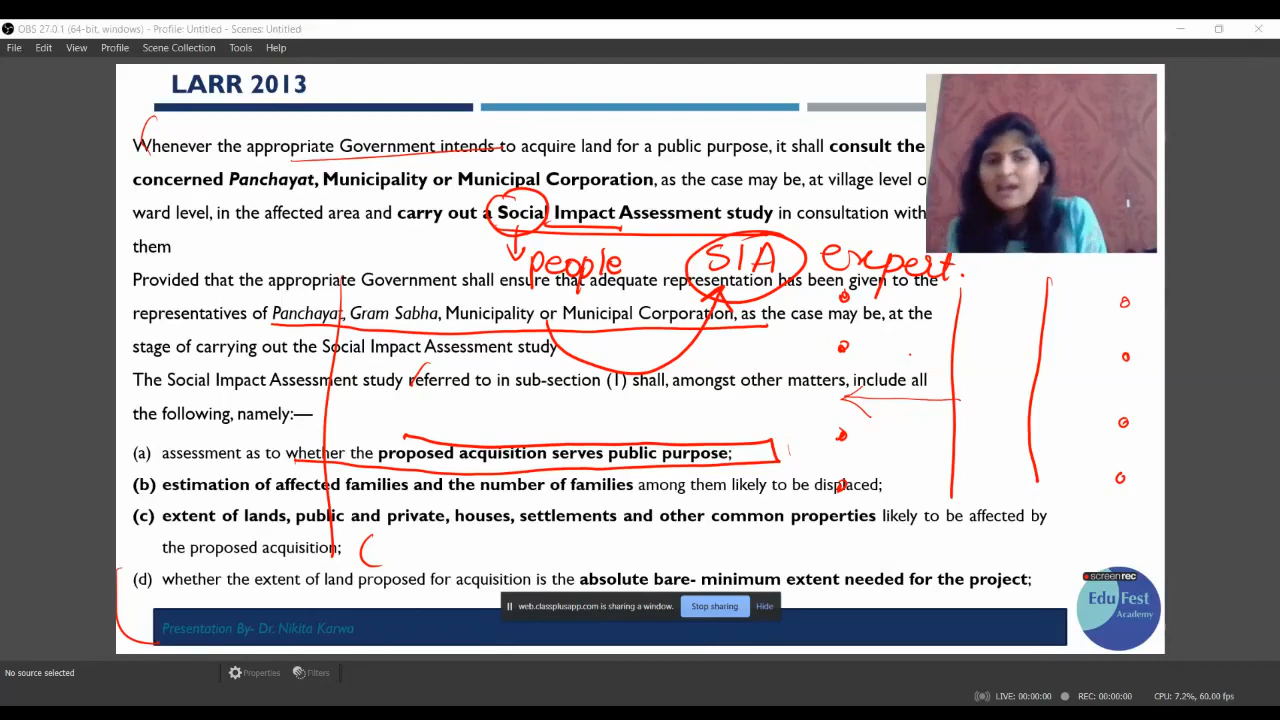 OBS 27.0.1 (64-bit, windows) - Profile: Untitled - Scenes: Untitled
File Edit View Profile Scene Collection Tools Help
LARR 2013
Whenever the appropriate Government intends to acquire land for a public purpose, it shall consult the
concerned Panchayat, Municipality or Municipal Corporation, as the case may be, at village level o
ward level, in the affected area and carry out a Social Impact Assessment study in consultation with
them
people SIA expert.
Provided that the appropriate Government shall ensure that adequate representation has been given to the
representatives of Panchayat, Gram Sabha, Municipality or Municipal Corporation, as the case may be, at the
stage of carrying out the Social Impact Assessment study
The Social Impact Assessment study referred to in sub-section (1) shall, amongst other matters, include all
the following, namely:—
(a) assessment as to whether the proposed acquisition serves public purpose;
(b) estimation of affected families and the number of families among them likely to be displaced;
(c) extent of lands, public and private, houses, settlements and other common properties likely to be affected by
the proposed acquisition;
(d) whether the extent of land proposed for acquisition is the absolute bare- minimum extent needed for the project;
screenrec
EduFest
Academy
web.classplusapp.com is sharing a window. Stop sharing Hide
Presentation By- Dr. Nikita Karwa
No source selected Properties Filters
LIVE: 00:00:00 REC: 00:00:00 CPU: 7.2%, 60.00 fps